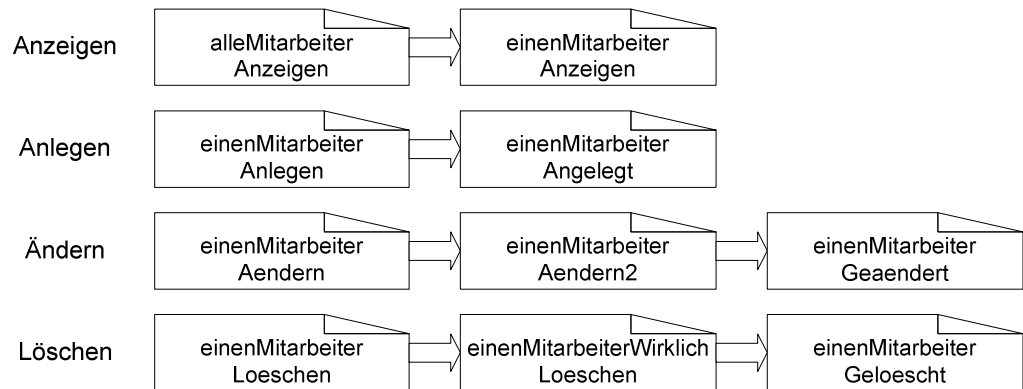 Anzeigen
alleMitarbeiter
Anzeigen
einenMitarbeiter
Anzeigen
Anlegen
einenMitarbeiter
Anlegen
einenMitarbeiter
Angelegt
Ändern
einenMitarbeiter
Aendern
einenMitarbeiter
Aendern2
einenMitarbeiter
Geaendert
Löschen
einenMitarbeiter
Loeschen
einenMitarbeiterWirklich
Loeschen
einenMitarbeiter
Geloescht